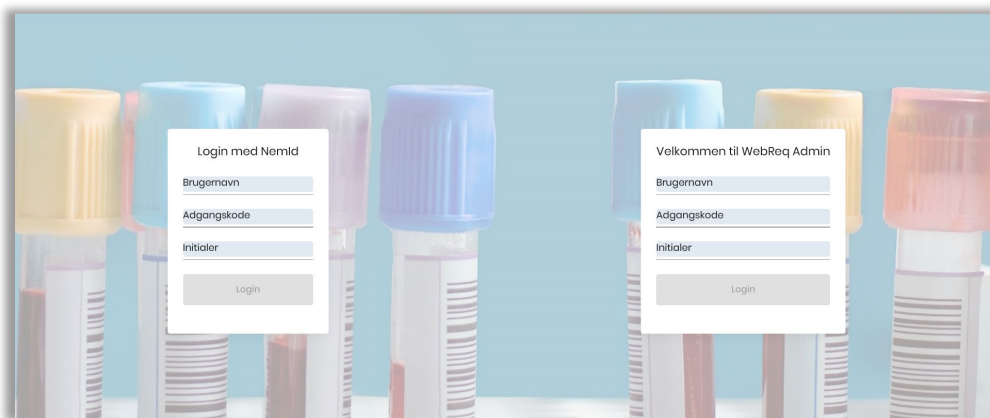 Login med NemId
Brugernavn
Adgangskode
Initialer
Login
Velkommen til WebReq Admin
Brugernavn
Adgangskode
Initialer
Login